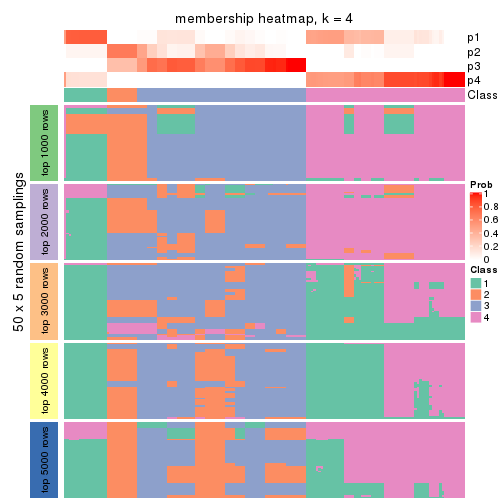 membership heatmap, k = 4
p1
p2
p3
p4
Class
50 x 5 random samplings
top 1000 rows
top 2000 rows
top 3000 rows
top 4000 rows
top 5000 rows
Prob
1
0.8
0.6
0.4
0.2
0
Class
1
2
3
4